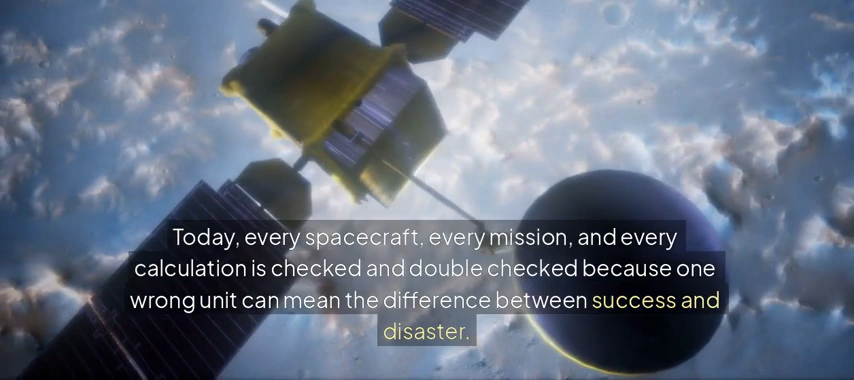 Today, every spacecraft, every mission, and every
calculation is checked and double checked because one
wrong unit can mean the difference between success and
disaster.